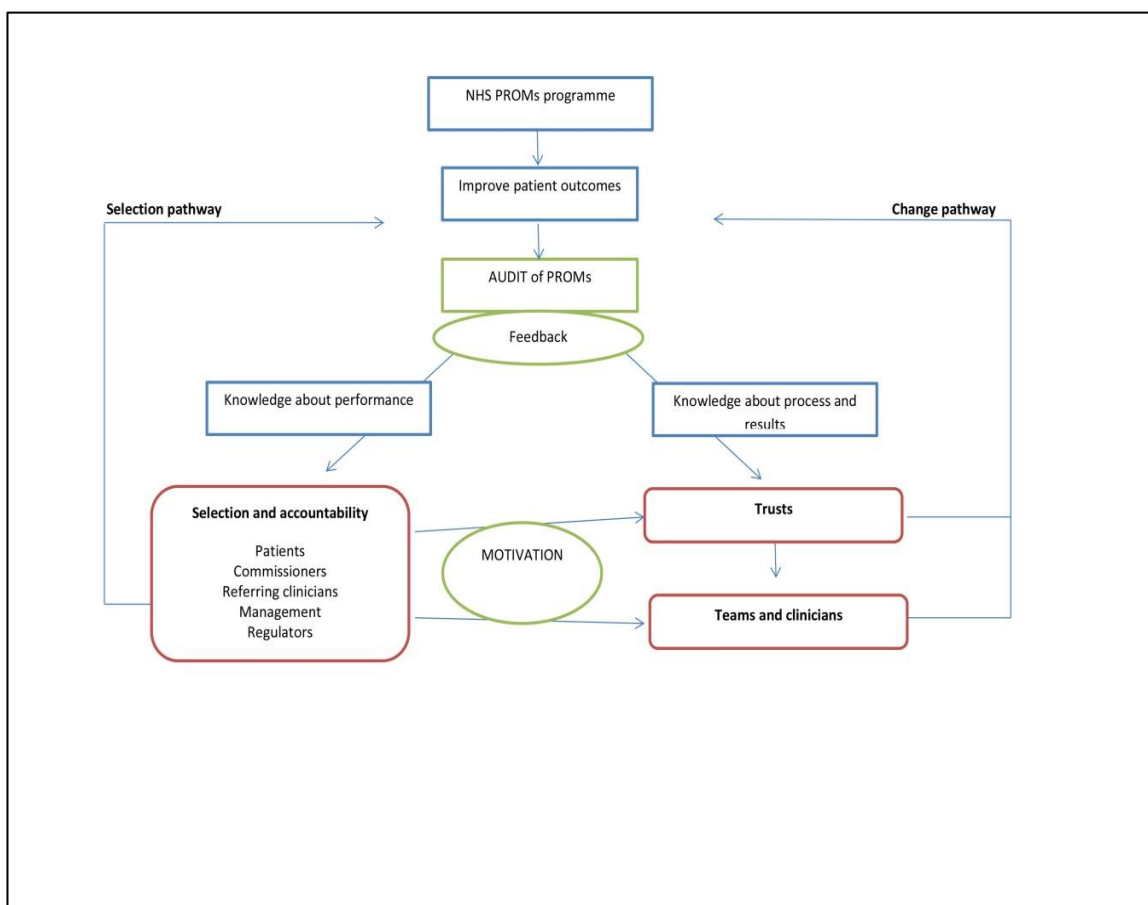 NHS PROMs programme
Improve patient outcomes
Selection pathway
Change pathway
AUDIT of PROMs
Feedback
Knowledge about performance
Knowledge about process and
results
Selection and accountability
Patients
Commissioners
Referring clinicians
Management
Regulators
MOTIVATION
Trusts
Teams and clinicians